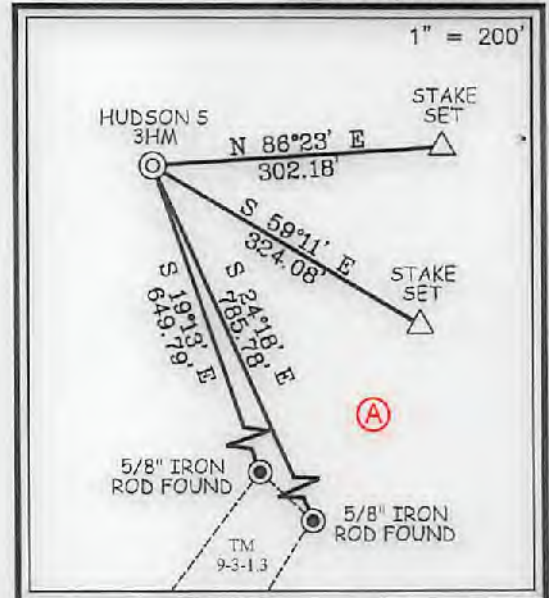 1" = 200'
STAKE
SET
HUDSON 5
3HM
N 86°23' E
302.18'
S 59°11' E
324.08'
STAKE
SET
S 19°13' E
649.79'
S 24°18' E
785.78'
A
5/8" IRON
ROD FOUND
5/8" IRON
ROD FOUND
TM
9-3-1.3